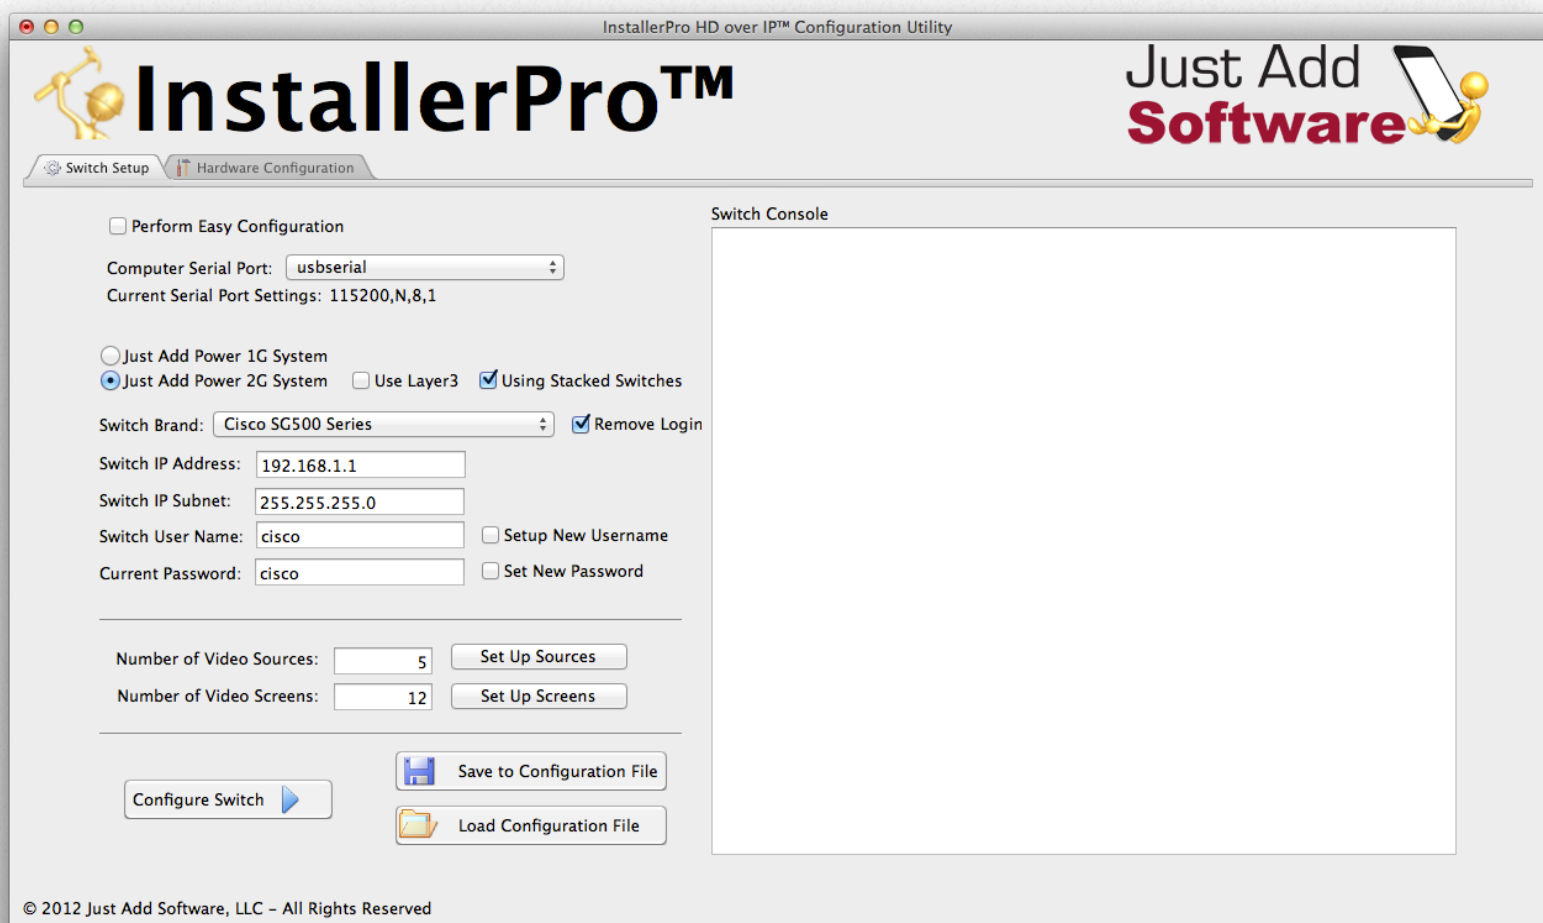 InstallerPro HD over IP™ Configuration Utility
InstallerPro™
Just Add
Software
Switch Setup
Hardware Configuration
Perform Easy Configuration
Switch Console
Computer Serial Port: usbserial
Current Serial Port Settings: 115200,N,8,1
Just Add Power 1G System
Just Add Power 2G System Use Layer3 Using Stacked Switches
Switch Brand: Cisco SG500 Series Remove Login
Switch IP Address: 192.168.1.1
Switch IP Subnet: 255.255.255.0
Switch User Name: cisco Setup New Username
Current Password: cisco Set New Password
Number of Video Sources: 5 Set Up Sources
Number of Video Screens: 12 Set Up Screens
Save to Configuration File
Configure Switch
Load Configuration File
© 2012 Just Add Software, LLC – All Rights Reserved